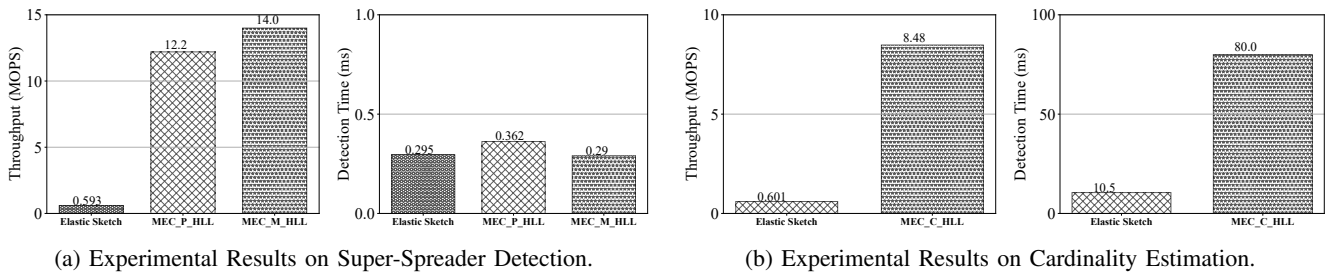 Throughput (MOPS)
15
10
5
0
0.593
12.2
14.0
Elastic Sketch
MEC_P_HLL
MEC_M_HLL
Detection Time (ms)
1.0
0.5
0.0
0.295
0.362
0.29
Elastic Sketch
MEC_P_HLL
MEC_M_HLL
(a) Experimental Results on Super-Spreader Detection.
Throughput (MOPS)
10
5
0
0.601
8.48
Elastic Sketch
MEC_C_HLL
Detection Time (ms)
100
50
0
10.5
80.0
Elastic Sketch
MEC_C_HLL
(b) Experimental Results on Cardinality Estimation.